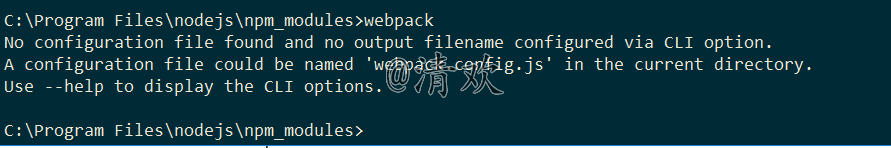 C:\Program Files\nodejs\npm_modules>webpack
No configuration file found and no output filename configured via CLI option.
A configuration file could be named 'webpack.config.js' in the current directory.
Use --help to display the CLI options.
@清欢
C:\Program Files\nodejs\npm_modules>